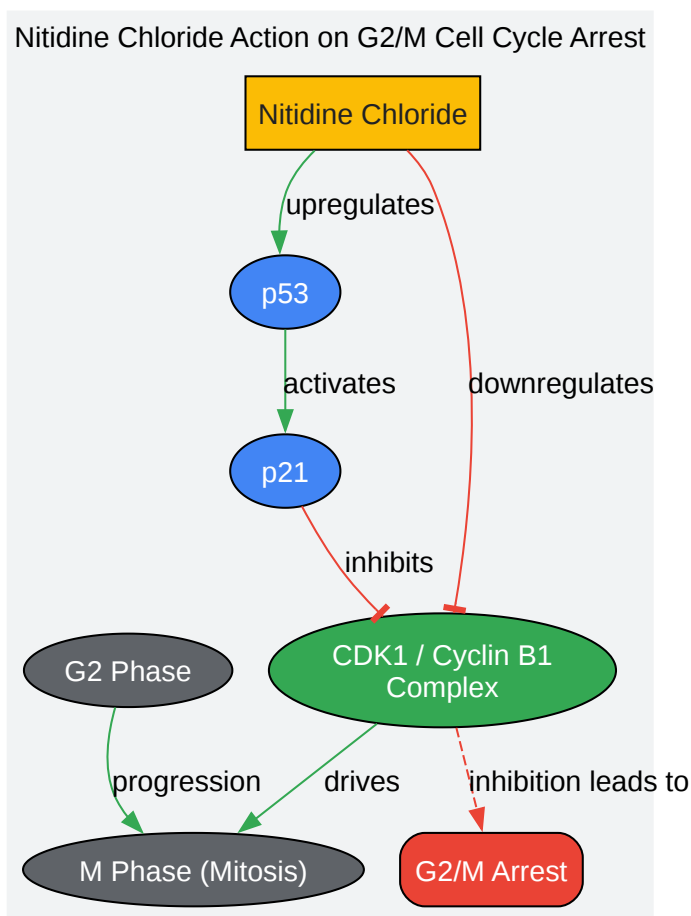 Nitidine Chloride Action on G2/M Cell Cycle Arrest
Nitidine Chloride
upregulates
p53
activates
downregulates
p21
inhibits
G2 Phase
CDK1 / Cyclin B1
Complex
progression
drives
inhibition leads to
M Phase (Mitosis)
G2/M Arrest